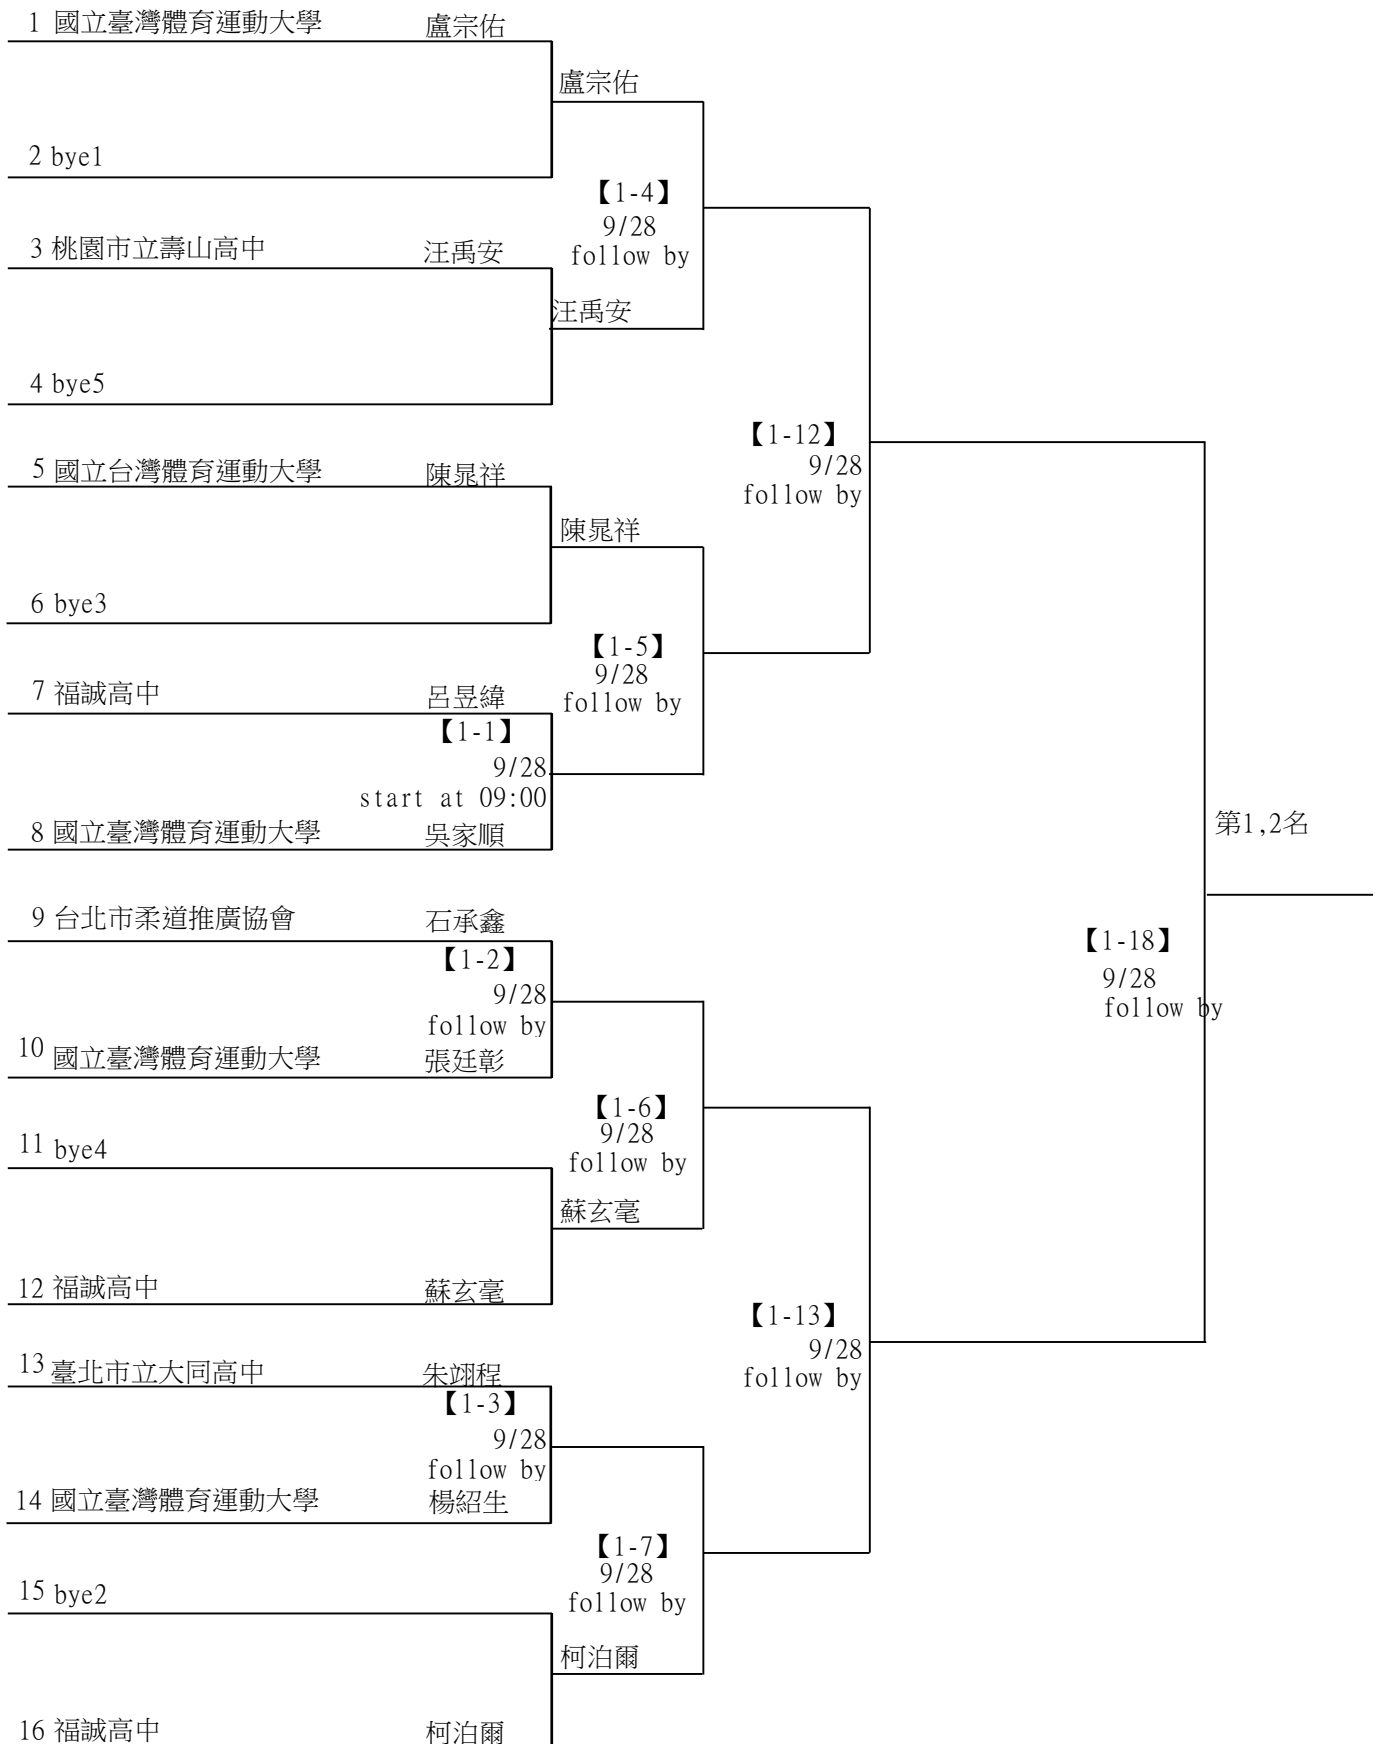 1 國立臺灣體育運動大學 盧宗佑
盧宗佑
2 bye1
【1-4】
9/28
follow by
3 桃園市立壽山高中 汪禹安
汪禹安
4 bye5
【1-12】
9/28
follow by
5 國立台灣體育運動大學 陳晁祥
陳晁祥
6 bye3
【1-5】
9/28
follow by
7 福誠高中 呂昱緯
【1-1】
9/28
start at 09:00
8 國立臺灣體育運動大學 吳家順
第1,2名
9 台北市柔道推廣協會 石承鑫
【1-2】
9/28
follow by
【1-18】
9/28
follow by
10 國立臺灣體育運動大學 張廷彰
【1-6】
9/28
follow by
11 bye4
蘇玄毫
12 福誠高中 蘇玄毫
【1-13】
9/28
follow by
13 臺北市立大同高中 朱翊程
【1-3】
9/28
follow by
14 國立臺灣體育運動大學 楊紹生
【1-7】
9/28
follow by
15 bye2
柯泊爾
16 福誠高中 柯泊爾